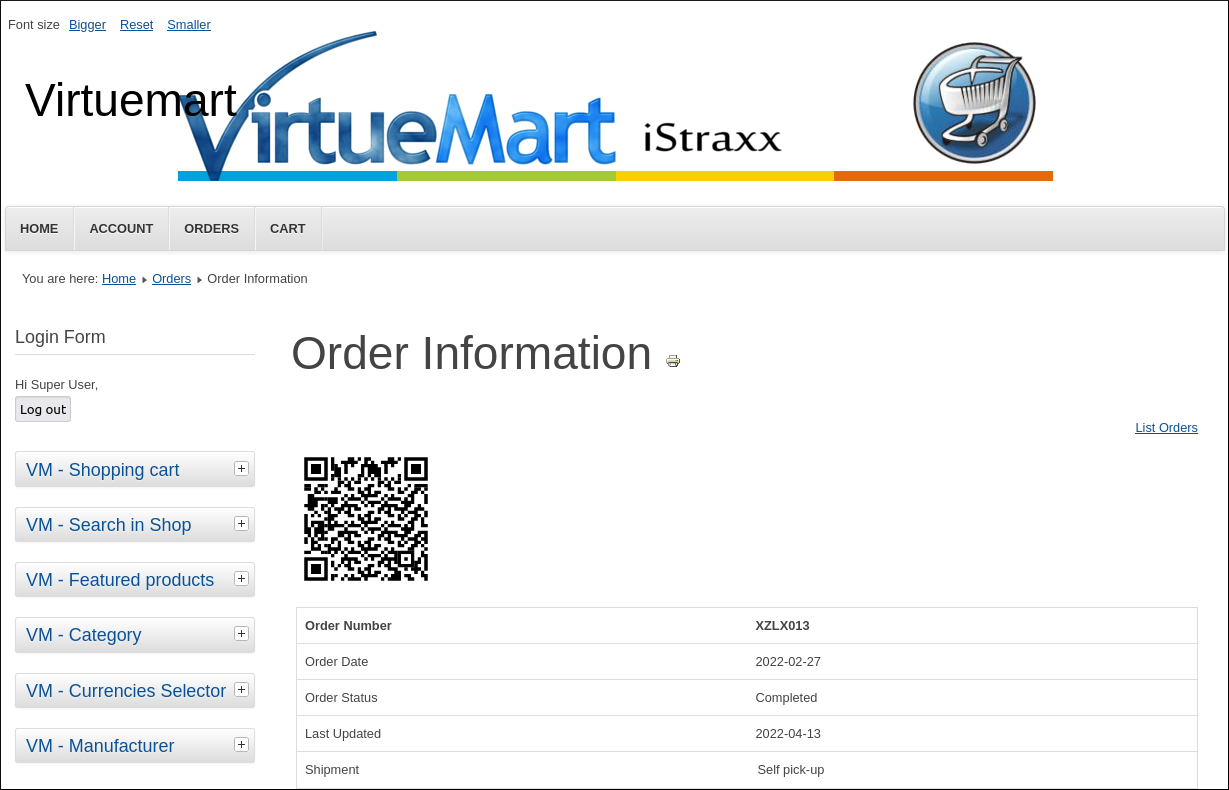 Font size Bigger Reset Smaller
Virtuemart
VirtueMart iStraxx
HOME ACCOUNT ORDERS CART
You are here: Home Orders Order Information
Login Form
Hi Super User,
Log out
VM - Shopping cart
VM - Search in Shop
VM - Featured products
VM - Category
VM - Currencies Selector
VM - Manufacturer
Order Information
List Orders
Order Number XZLX013
Order Date 2022-02-27
Order Status Completed
Last Updated 2022-04-13
Shipment Self pick-up